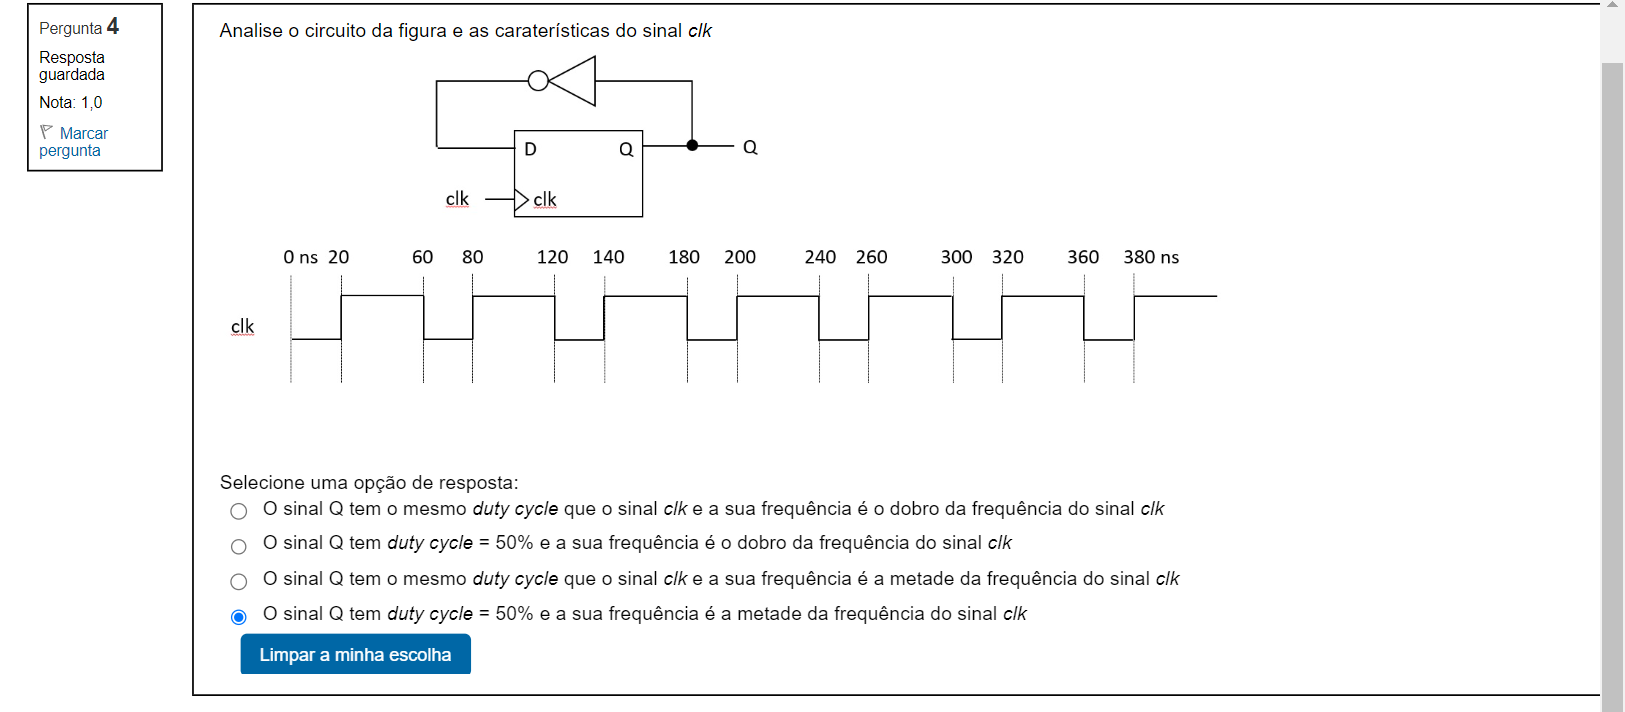 Pergunta 4
Resposta
guardada
Nota: 1,0
Marcar
pergunta
Analise o circuito da figura e as caraterísticas do sinal clk
D
Q
Q
clk
clk
0 ns 20 60 80 120 140 180 200 240 260 300 320 360 380 ns
clk
Selecione uma opção de resposta:
O sinal Q tem o mesmo duty cycle que o sinal clk e a sua frequência é o dobro da frequência do sinal clk
O sinal Q tem duty cycle = 50% e a sua frequência é o dobro da frequência do sinal clk
O sinal Q tem o mesmo duty cycle que o sinal clk e a sua frequência é a metade da frequência do sinal clk
O sinal Q tem duty cycle = 50% e a sua frequência é a metade da frequência do sinal clk
Limpar a minha escolha